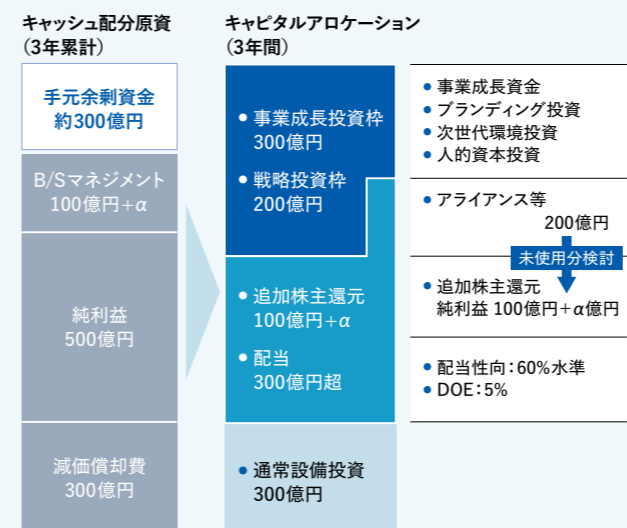 キャッシュ配分原資
（3年累計）
手元余剰資金
約300億円
B/Sマネジメント
100億円+α
純利益
500億円
減価償却費
300億円
キャピタルアロケーション
（3年間）
● 事業成長投資枠
300億円
● 戦略投資枠
200億円
● 追加株主還元
100億円+α
● 配当
300億円超
● 通常設備投資
300億円
● 事業成長資金
● ブランディング投資
● 次世代環境投資
● 人的資本投資
● アライアンス等
200億円
未使用分検討
● 追加株主還元
純利益 100億円+α億円
● 配当性向：60%水準
● DOE：5%